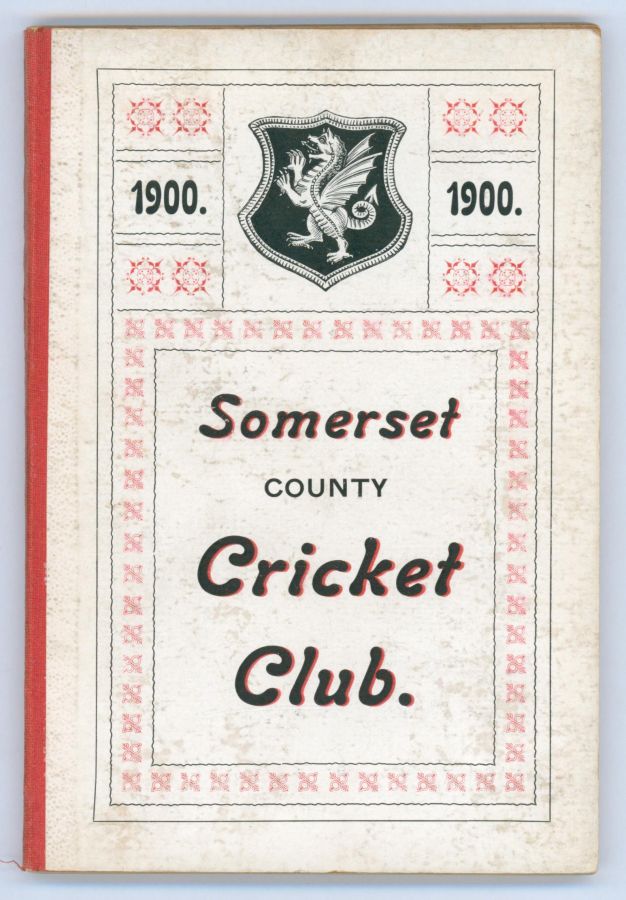 1900. 1900.
Somerset
COUNTY
Cricket
Club.